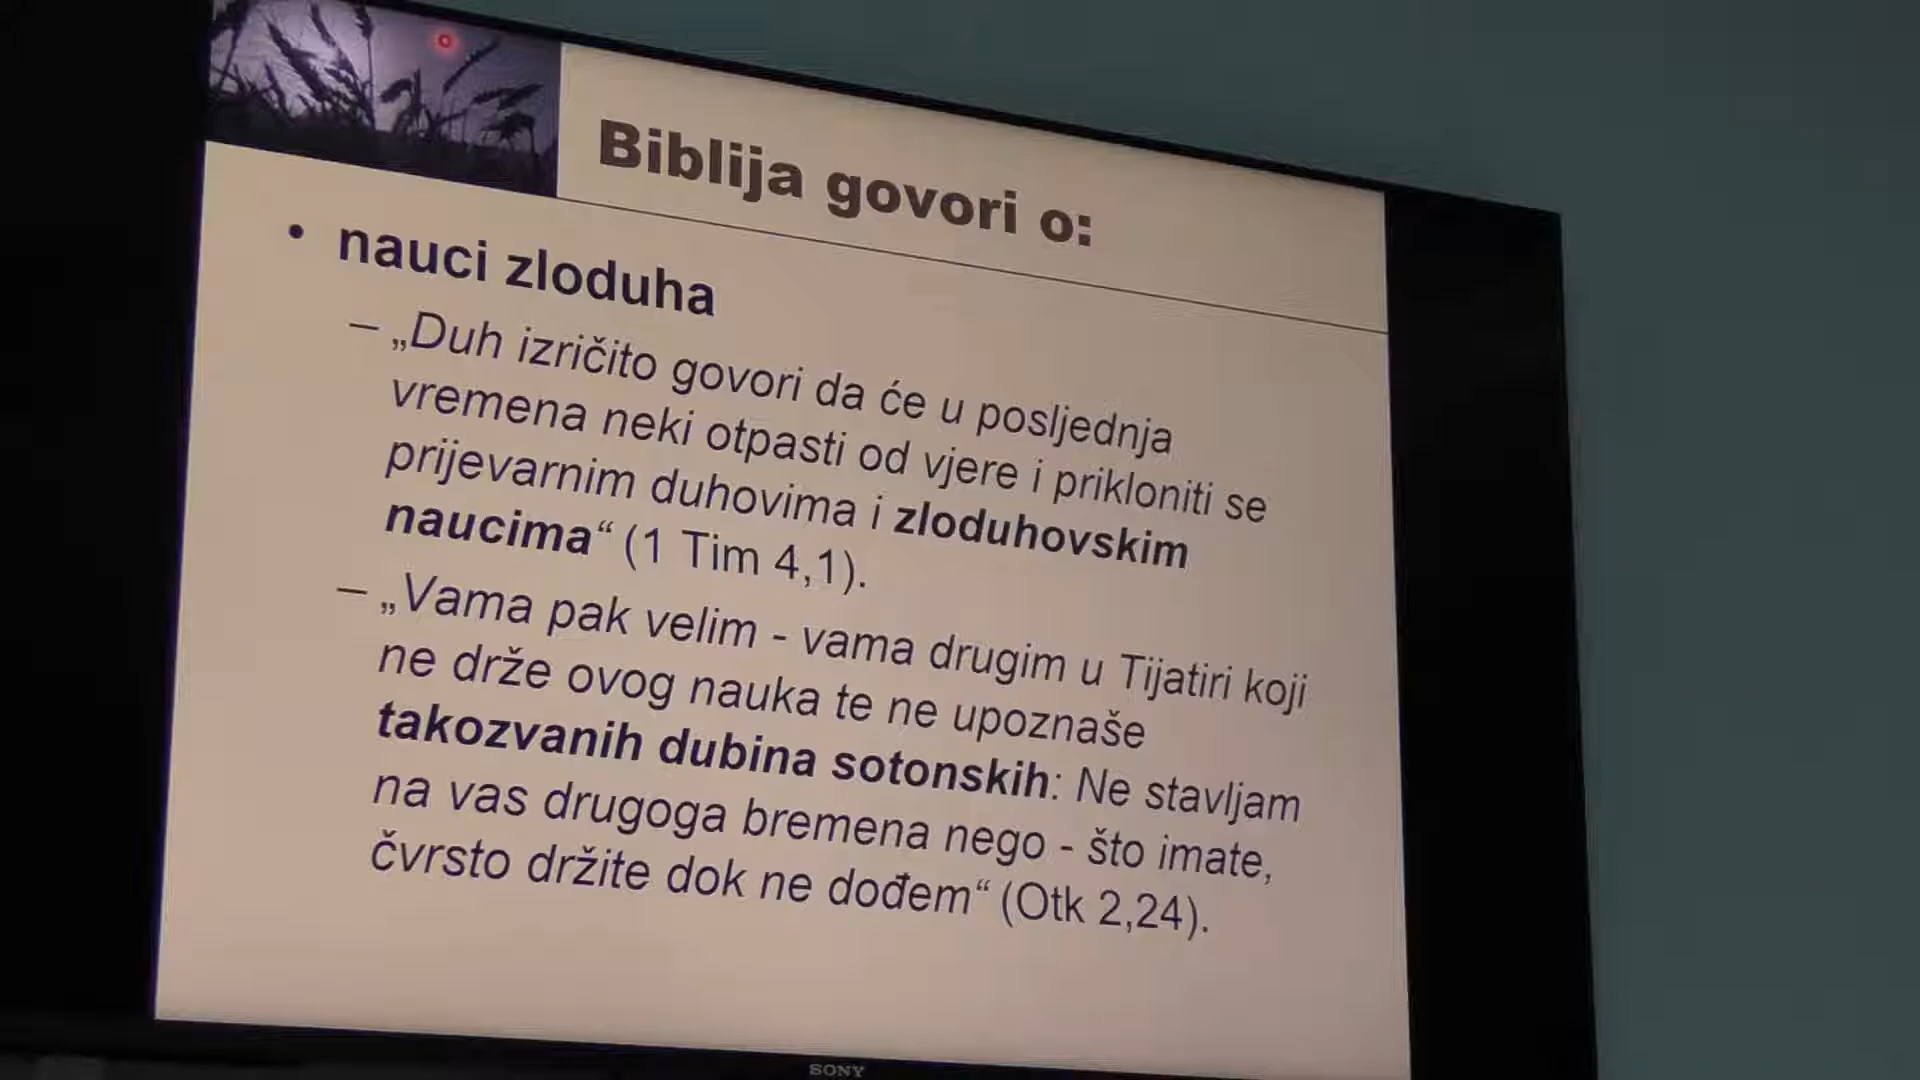 Biblija govori o:
• nauci zloduha
– „Duh izričito govori da će u posljednja
vremena neki otpasti od vjere i prikloniti se
prijevarnim duhovima i zloduhovskim
naucima“ (1 Tim 4,1).
– „Vama pak velim - vama drugim u Tijatiri koji
ne drže ovog nauka te ne upoznaše
takozvanih dubina sotonskih: Ne stavljam
na vas drugoga bremena nego - što imate,
čvrsto držite dok ne dođem“ (Otk 2,24).
SONY